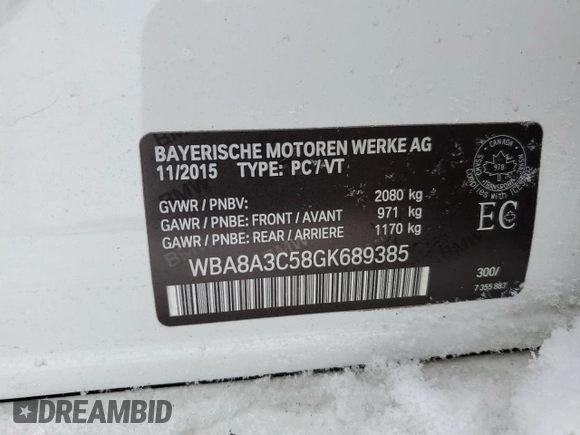 BAYERISCHE MOTOREN WERKE AG
11/2015 TYPE: PC/VT
GVWR / PNBV: 2080 kg
GAWR / PNBE: FRONT / AVANT 971 kg
GAWR / PNBE: REAR / ARRIERE 1170 kg
WBA8A3C58GK689385
CANADA
EC
300/
7 355 883
DREAMBID